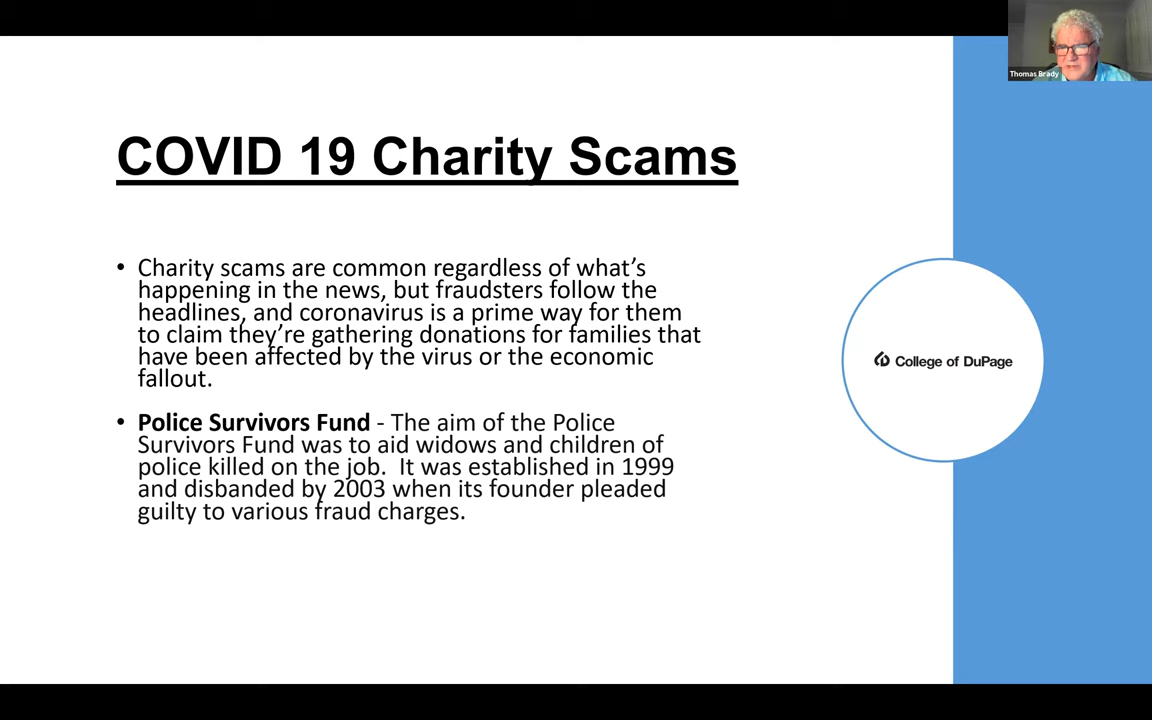 Thomas Brady
COVID 19 Charity Scams
• Charity scams are common regardless of what's
happening in the news, but fraudsters follow the
headlines, and coronavirus is a prime way for them
to claim they're gathering donations for families that
have been affected by the virus or the economic
fallout.
• Police Survivors Fund - The aim of the Police
Survivors Fund was to aid widows and children of
police killed on the job.  It was established in 1999
and disbanded by 2003 when its founder pleaded
guilty to various fraud charges.
College of DuPage